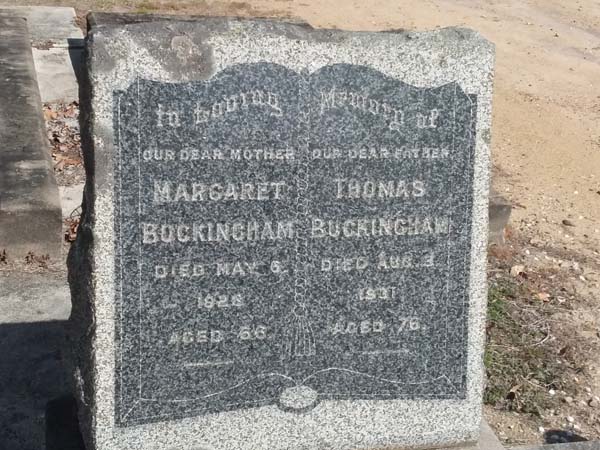 In Loving Memory of
OUR DEAR MOTHER
MARGARET
BUCKINGHAM
DIED MAY 6.
AGED 66
OUR DEAR FATHER.
THOMAS
BUCKINGHAM
DIED AUG. 3.
1931
AGED 76.